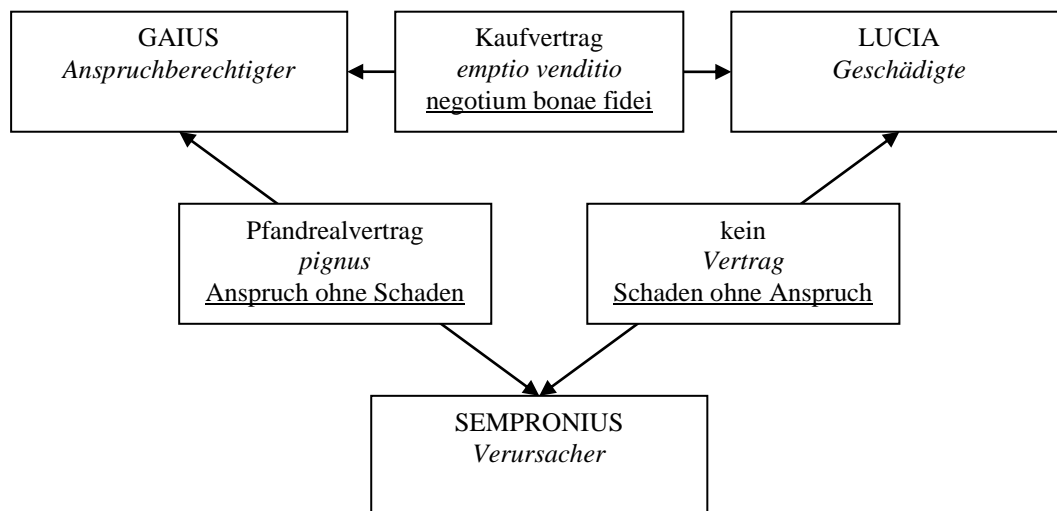 GAIUS
Anspruchberechtigter
Kaufvertrag
emptio venditio
negotium bonae fidei
LUCIA
Geschädigte
Pfandrealvertrag
pignus
Anspruch ohne Schaden
kein
Vertrag
Schaden ohne Anspruch
SEMPRONIUS
Verursacher